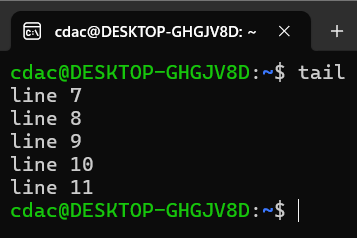 cdac@DESKTOP-GHGJV8D: ~
cdac@DESKTOP-GHGJV8D:~$ tail
line 7
line 8
line 9
line 10
line 11
cdac@DESKTOP-GHGJV8D:~$